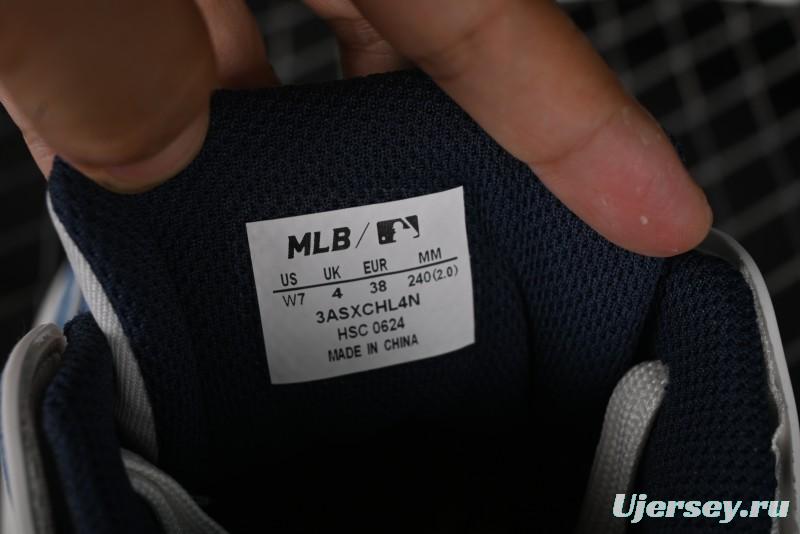 MLB /
US UK EUR MM
W7 4 38 240(2.0)
3ASXCHL4N
HSC 0624
MADE IN CHINA
Ujersey.ru